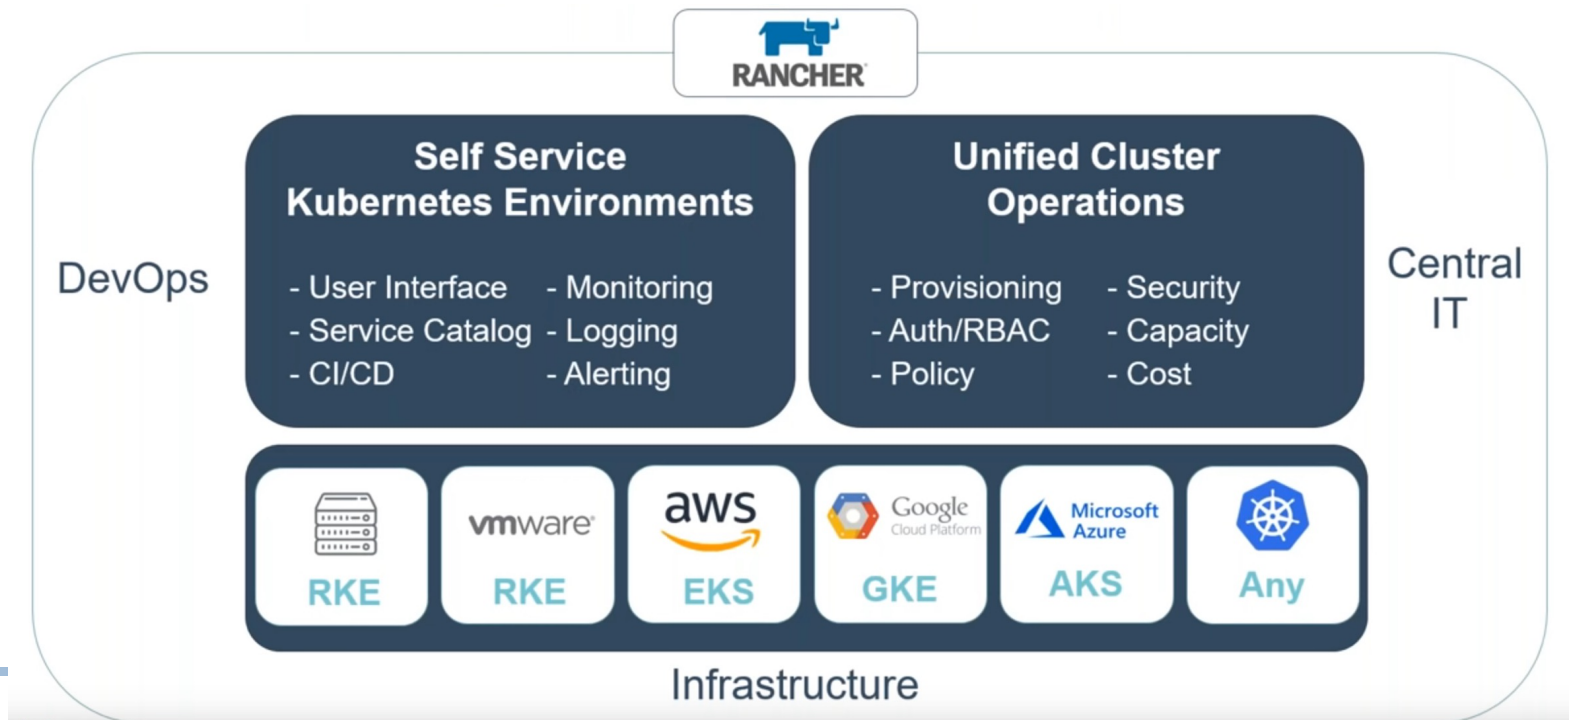 RANCHER
Self Service
Kubernetes Environments
- User Interface
- Service Catalog
- CI/CD
- Monitoring
- Logging
- Alerting
Unified Cluster
Operations
- Provisioning
- Auth/RBAC
- Policy
- Security
- Capacity
- Cost
DevOps
Central
IT
RKE
vmware®
RKE
aws
EKS
Google
Cloud Platform
GKE
Microsoft
Azure
AKS
Any
Infrastructure